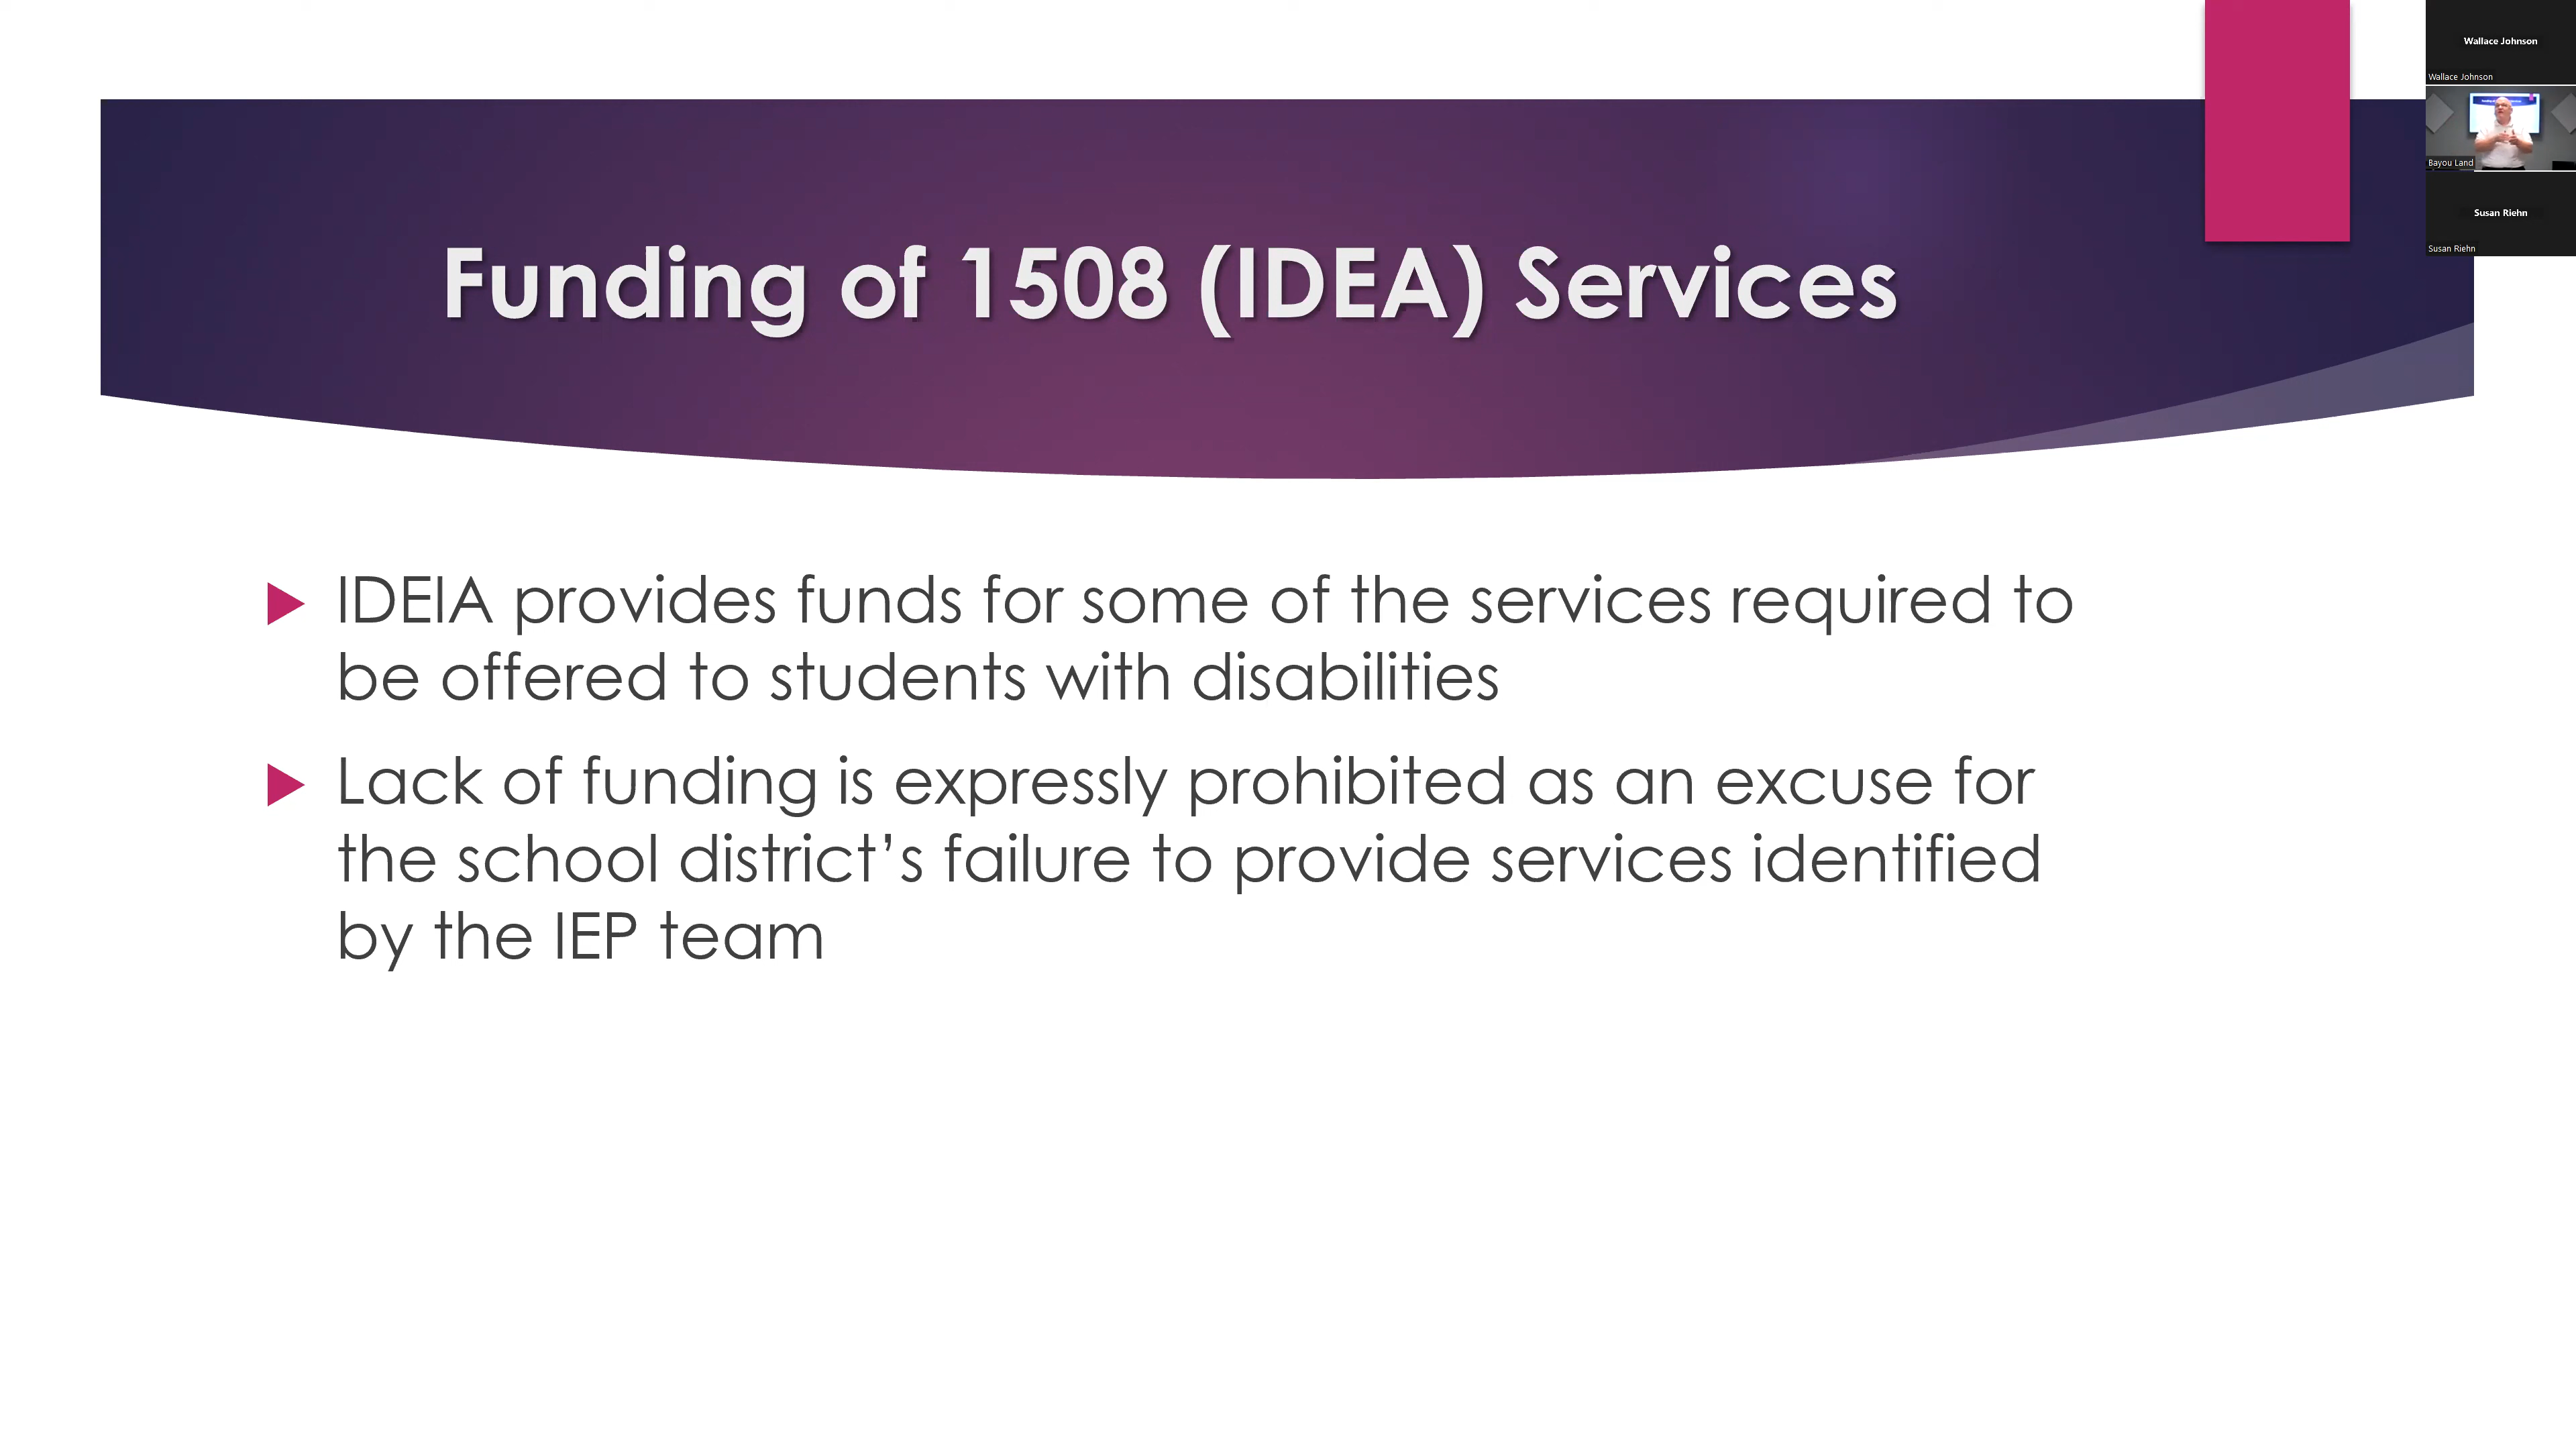 Wallace Johnson
Wallace Johnson
Bayou Land
Susan Riehn
Susan Riehn
Funding of 1508 (IDEA) Services
IDEIA provides funds for some of the services required to
be offered to students with disabilities
Lack of funding is expressly prohibited as an excuse for
the school district’s failure to provide services identified
by the IEP team